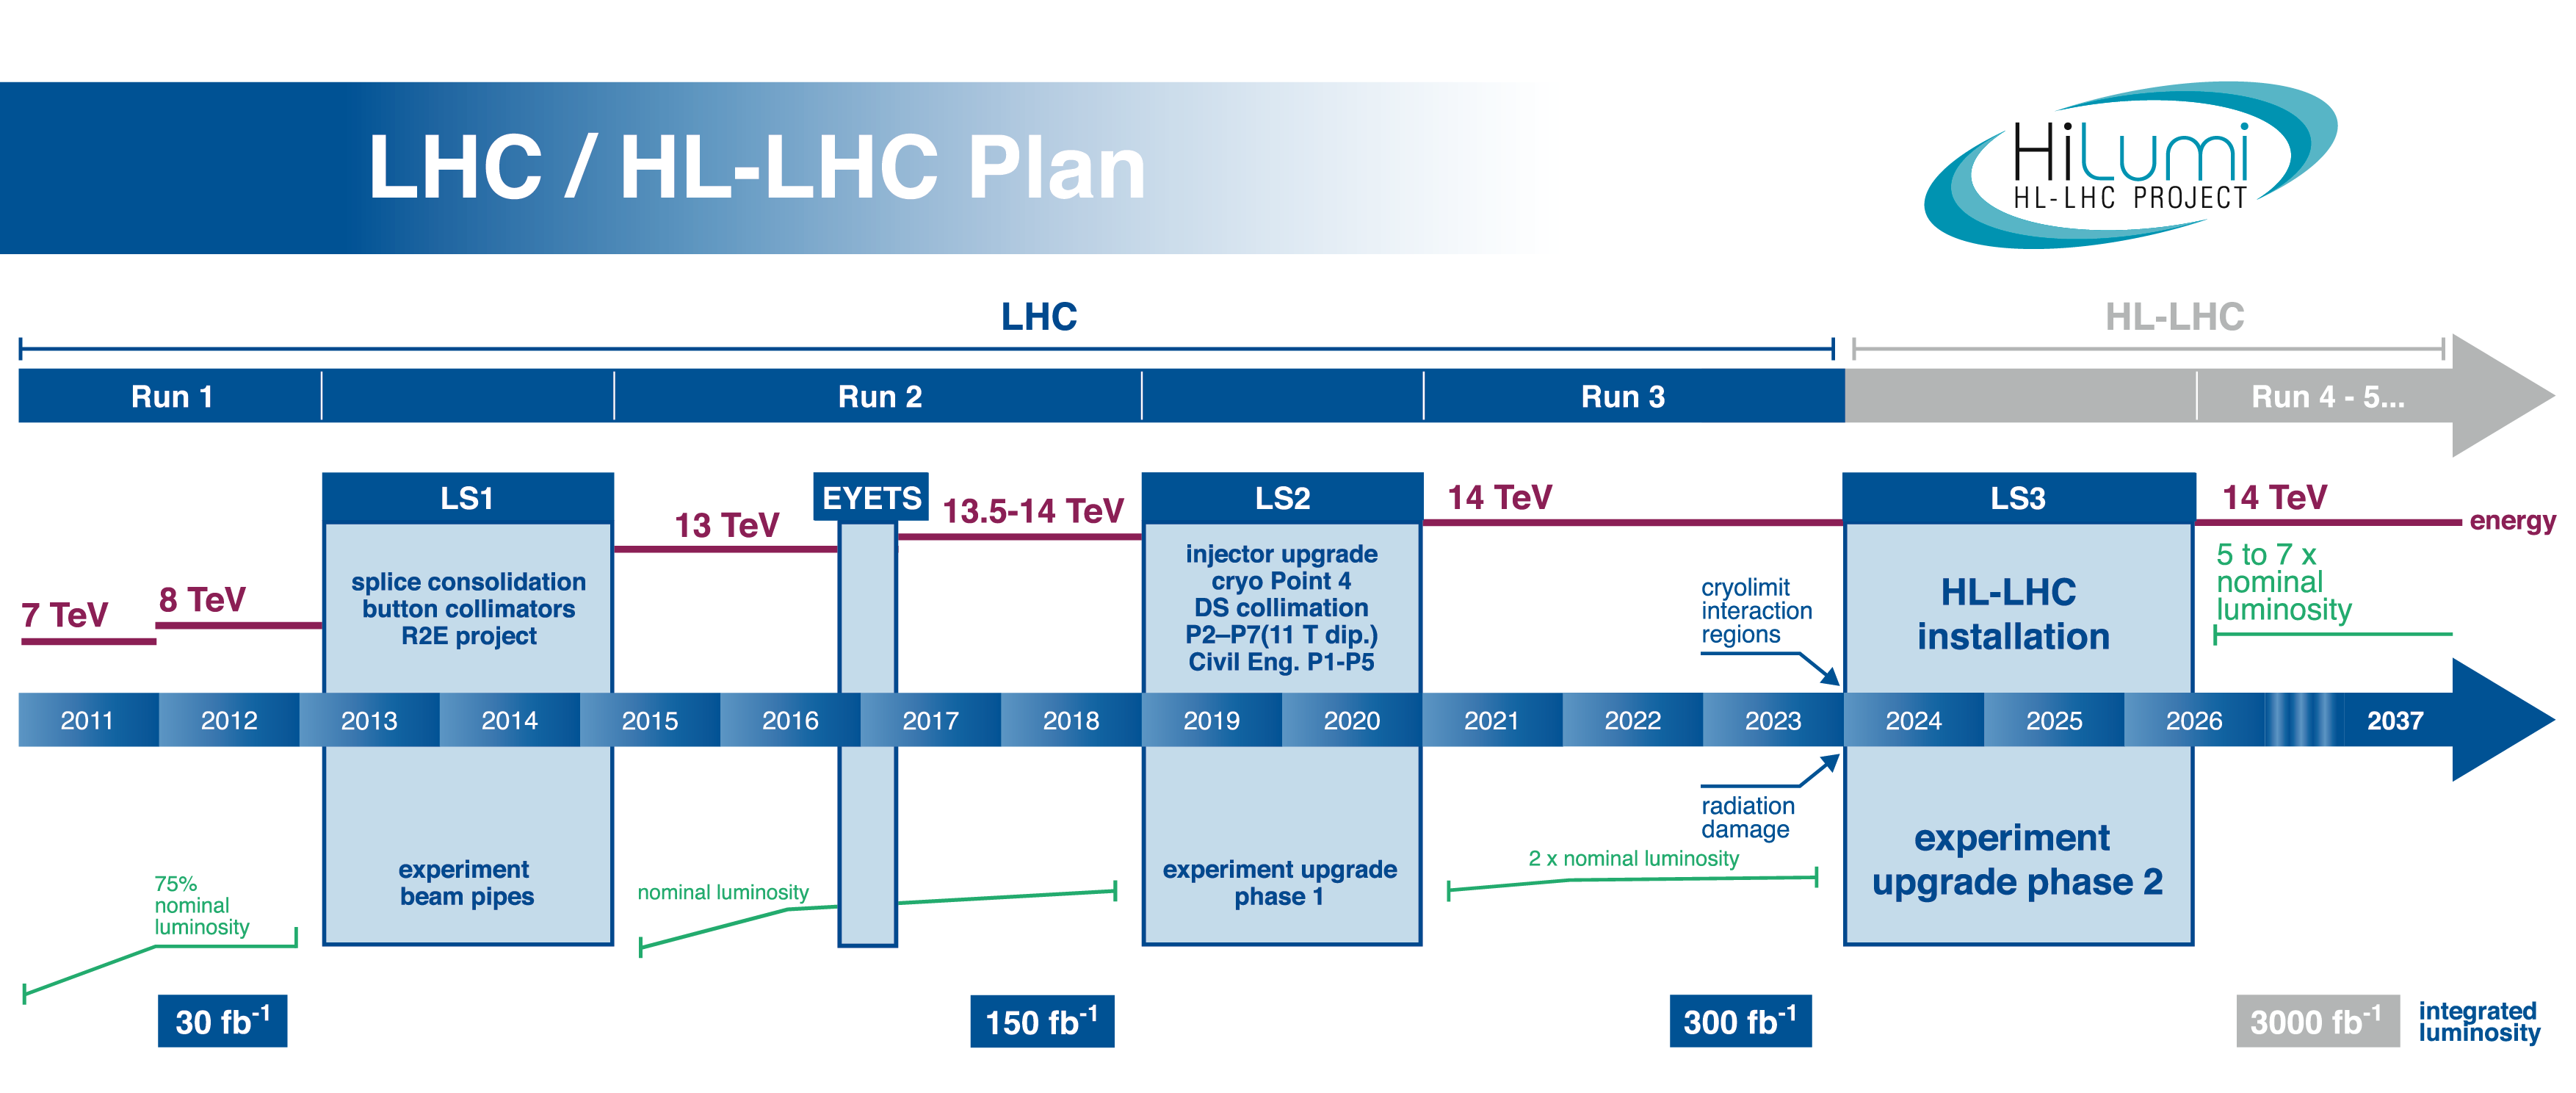 LHC / HL-LHC Plan
HiLumi
HL-LHC PROJECT
LHC
HL-LHC
Run 1
Run 2
Run 3
Run 4 - 5...
LS1
EYETS
LS2
LS3
7 TeV
8 TeV
13 TeV
13.5-14 TeV
14 TeV
14 TeV
energy
splice consolidation
button collimators
R2E project
injector upgrade
cryo Point 4
DS collimation
P2–P7(11 T dip.)
Civil Eng. P1-P5
cryolimit
interaction
regions
HL-LHC
installation
5 to 7 x
nominal
luminosity
2011
2012
2013
2014
2015
2016
2017
2018
2019
2020
2021
2022
2023
2024
2025
2026
2037
radiation
damage
75%
nominal
luminosity
experiment
beam pipes
nominal luminosity
experiment upgrade
phase 1
2 x nominal luminosity
experiment
upgrade phase 2
30 fb⁻¹
150 fb⁻¹
300 fb⁻¹
3000 fb⁻¹
integrated
luminosity